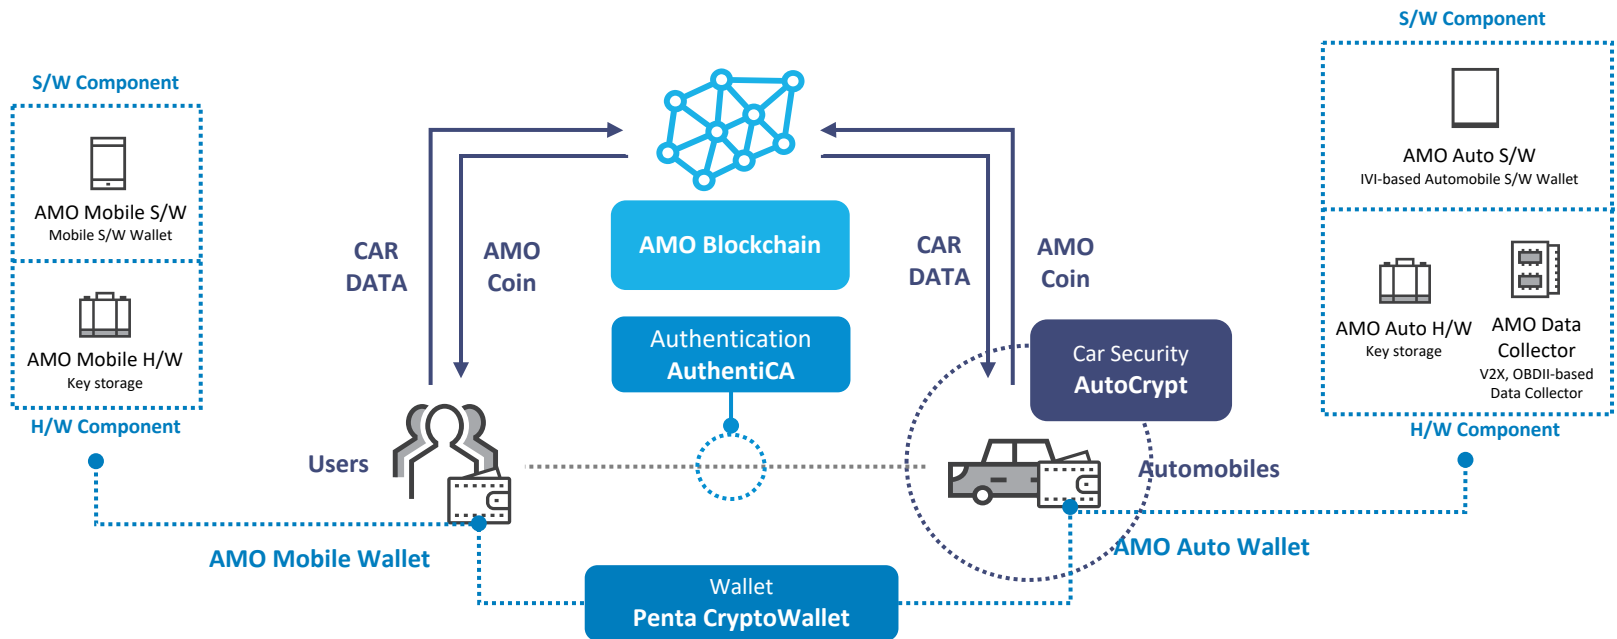 S/W Component
AMO Mobile S/W
Mobile S/W Wallet
AMO Mobile H/W
Key storage
H/W Component
CAR
DATA
AMO
Coin
Users
AMO Mobile Wallet
AMO Blockchain
Authentication
AuthentiCA
Wallet
Penta CryptoWallet
CAR
DATA
AMO
Coin
Car Security
AutoCrypt
Automobiles
AMO Auto Wallet
S/W Component
AMO Auto S/W
IVI-based Automobile S/W Wallet
AMO Auto H/W
Key storage
AMO Data
Collector
V2X, OBDII-based
Data Collector
H/W Component